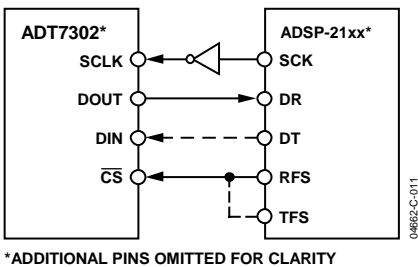 ADT7302*
ADSP-21xx*
SCLK
SCK
DOUT
DR
DIN
DT
CS
RFS
TFS
04662-C-011
*ADDITIONAL PINS OMITTED FOR CLARITY